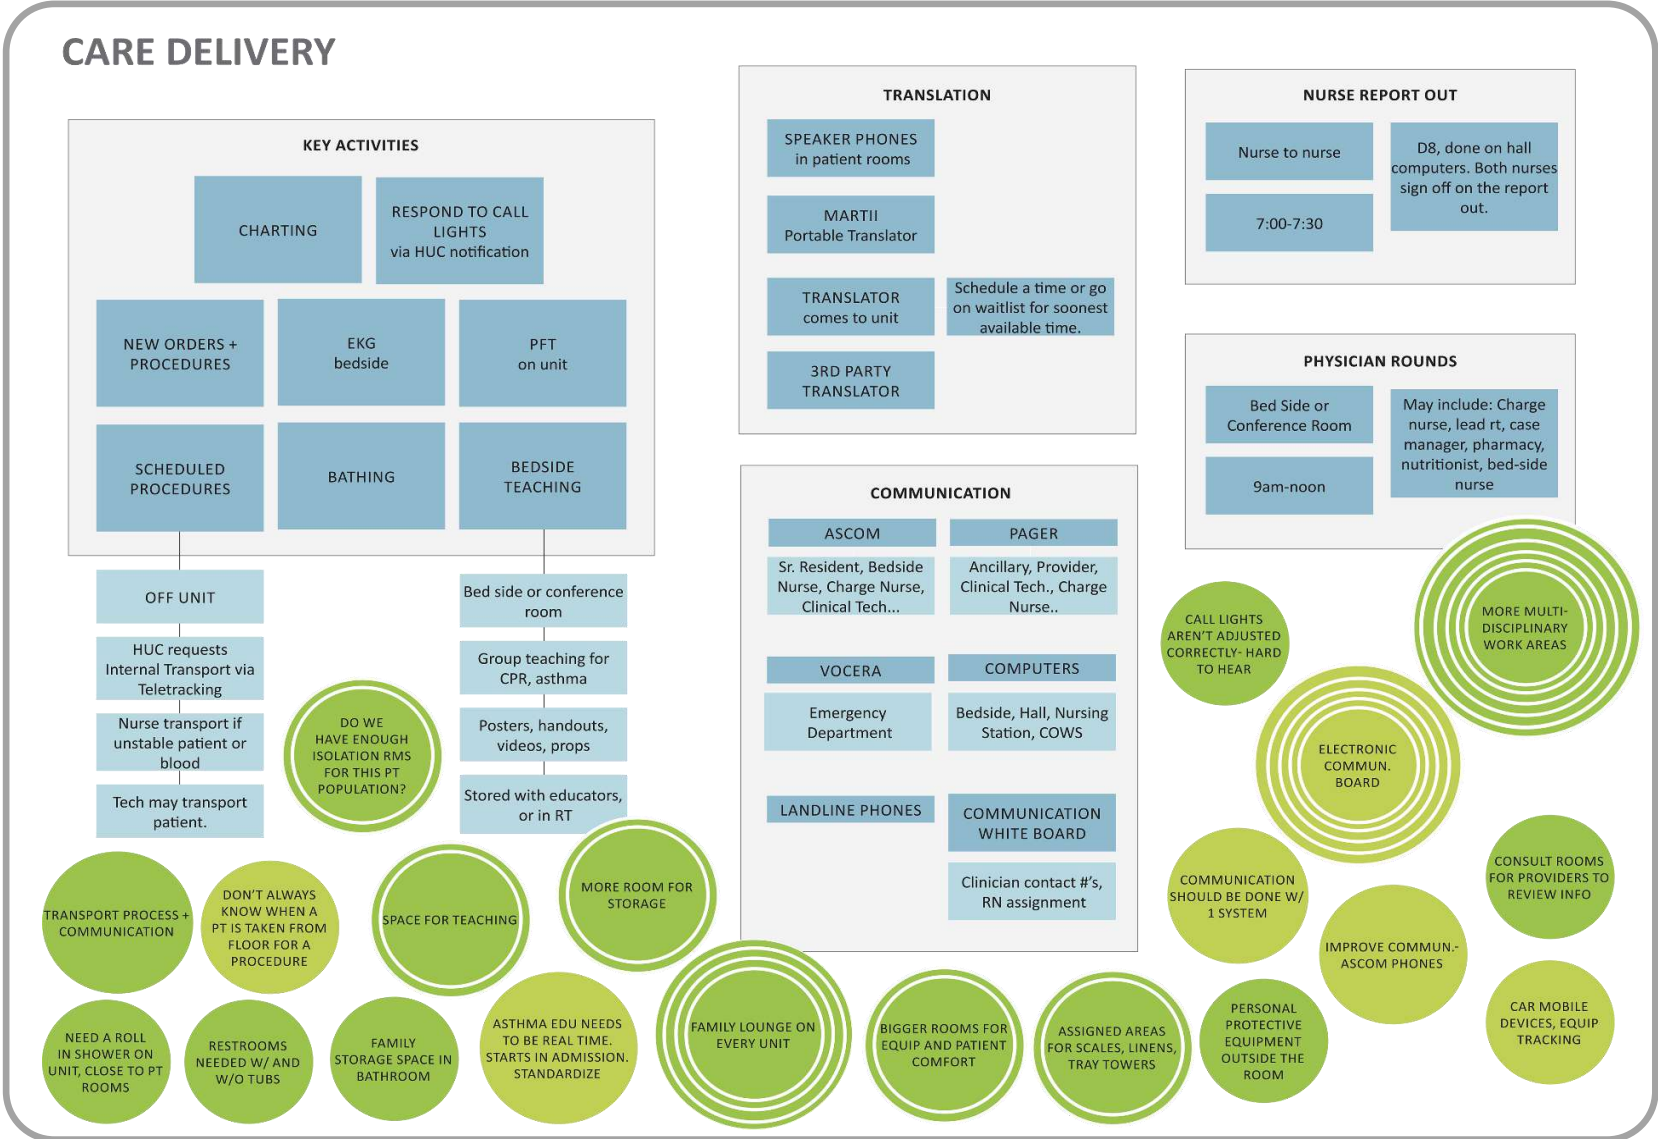 CARE DELIVERY
KEY ACTIVITIES
CHARTING
RESPOND TO CALL
LIGHTS
via HUC notification
NEW ORDERS +
PROCEDURES
EKG
bedside
PFT
on unit
SCHEDULED
PROCEDURES
BATHING
BEDSIDE
TEACHING
OFF UNIT
HUC requests
Internal Transport via
Teletracking
Nurse transport if
unstable patient or
blood
Tech may transport
patient.
Bed side or conference
room
Group teaching for
CPR, asthma
Posters, handouts,
videos, props
Stored with educators,
or in RT
TRANSLATION
SPEAKER PHONES
in patient rooms
MARTII
Portable Translator
TRANSLATOR
comes to unit
Schedule a time or go
on waitlist for soonest
available time.
3RD PARTY
TRANSLATOR
COMMUNICATION
ASCOM
Sr. Resident, Bedside
Nurse, Charge Nurse,
Clinical Tech...
PAGER
Ancillary, Provider,
Clinical Tech., Charge
Nurse..
VOCERA
Emergency
Department
COMPUTERS
Bedside, Hall, Nursing
Station, COWS
LANDLINE PHONES
COMMUNICATION
WHITE BOARD
Clinician contact #'s,
RN assignment
NURSE REPORT OUT
Nurse to nurse
7:00-7:30
D8, done on hall
computers. Both nurses
sign off on the report
out.
PHYSICIAN ROUNDS
Bed Side or
Conference Room
9am-noon
May include: Charge
nurse, lead rt, case
manager, pharmacy,
nutritionist, bed-side
nurse
DO WE
HAVE ENOUGH
ISOLATION RMS
FOR THIS PT
POPULATION?
TRANSPORT PROCESS +
COMMUNICATION
DON'T ALWAYS
KNOW WHEN A
PT IS TAKEN FROM
FLOOR FOR A
PROCEDURE
SPACE FOR TEACHING
MORE ROOM FOR
STORAGE
NEED A ROLL
IN SHOWER ON
UNIT, CLOSE TO PT
ROOMS
RESTROOMS
NEEDED W/ AND
W/O TUBS
FAMILY
STORAGE SPACE IN
BATHROOM
ASTHMA EDU NEEDS
TO BE REAL TIME.
STARTS IN ADMISSION.
STANDARDIZE
FAMILY LOUNGE ON
EVERY UNIT
BIGGER ROOMS FOR
EQUIP AND PATIENT
COMFORT
ASSIGNED AREAS
FOR SCALES, LINENS,
TRAY TOWERS
PERSONAL
PROTECTIVE
EQUIPMENT
OUTSIDE THE
ROOM
CALL LIGHTS
AREN'T ADJUSTED
CORRECTLY- HARD
TO HEAR
MORE MULTI-
DISCIPLINARY
WORK AREAS
ELECTRONIC
COMMUN.
BOARD
COMMUNICATION
SHOULD BE DONE W/
1 SYSTEM
IMPROVE COMMUN.-
ASCOM PHONES
CONSULT ROOMS
FOR PROVIDERS TO
REVIEW INFO
CAR MOBILE
DEVICES, EQUIP
TRACKING